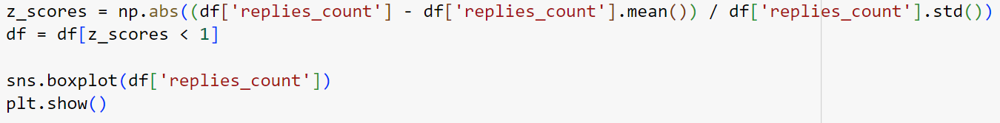 z_scores = np.abs((df['replies_count'] - df['replies_count'].mean()) / df['replies_count'].std())
df = df[z_scores < 1]
sns.boxplot(df['replies_count'])
plt.show()